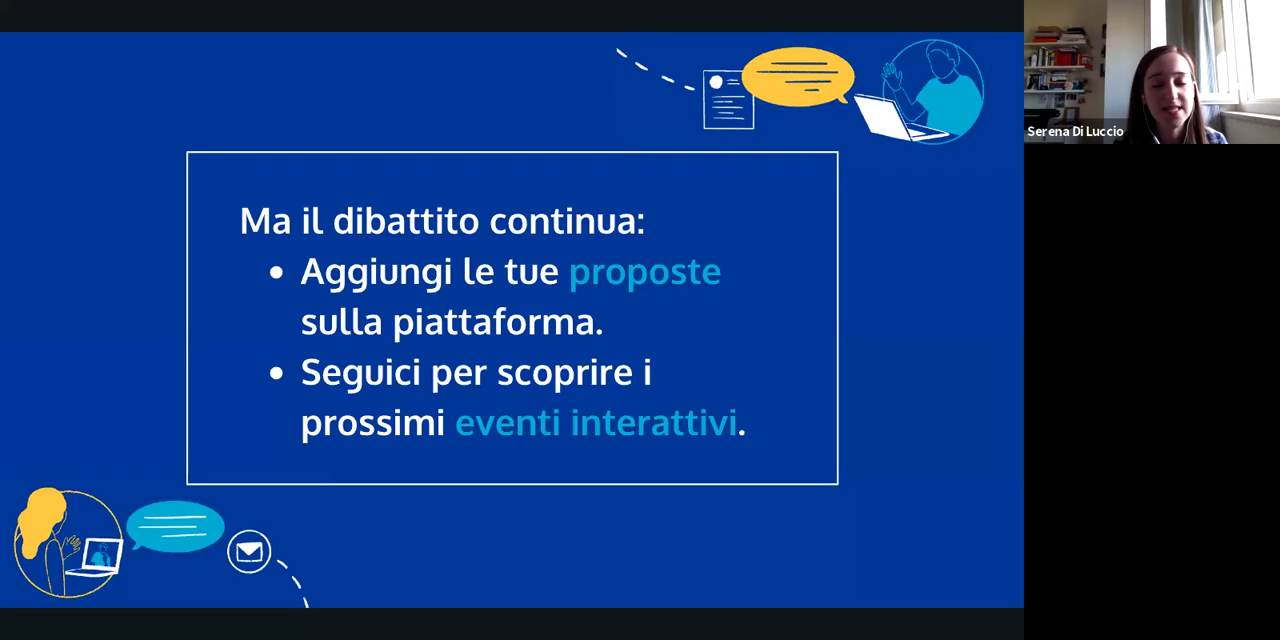 Ma il dibattito continua:
• Aggiungi le tue proposte
sulla piattaforma.
• Seguici per scoprire i
prossimi eventi interattivi.
Serena Di Luccio